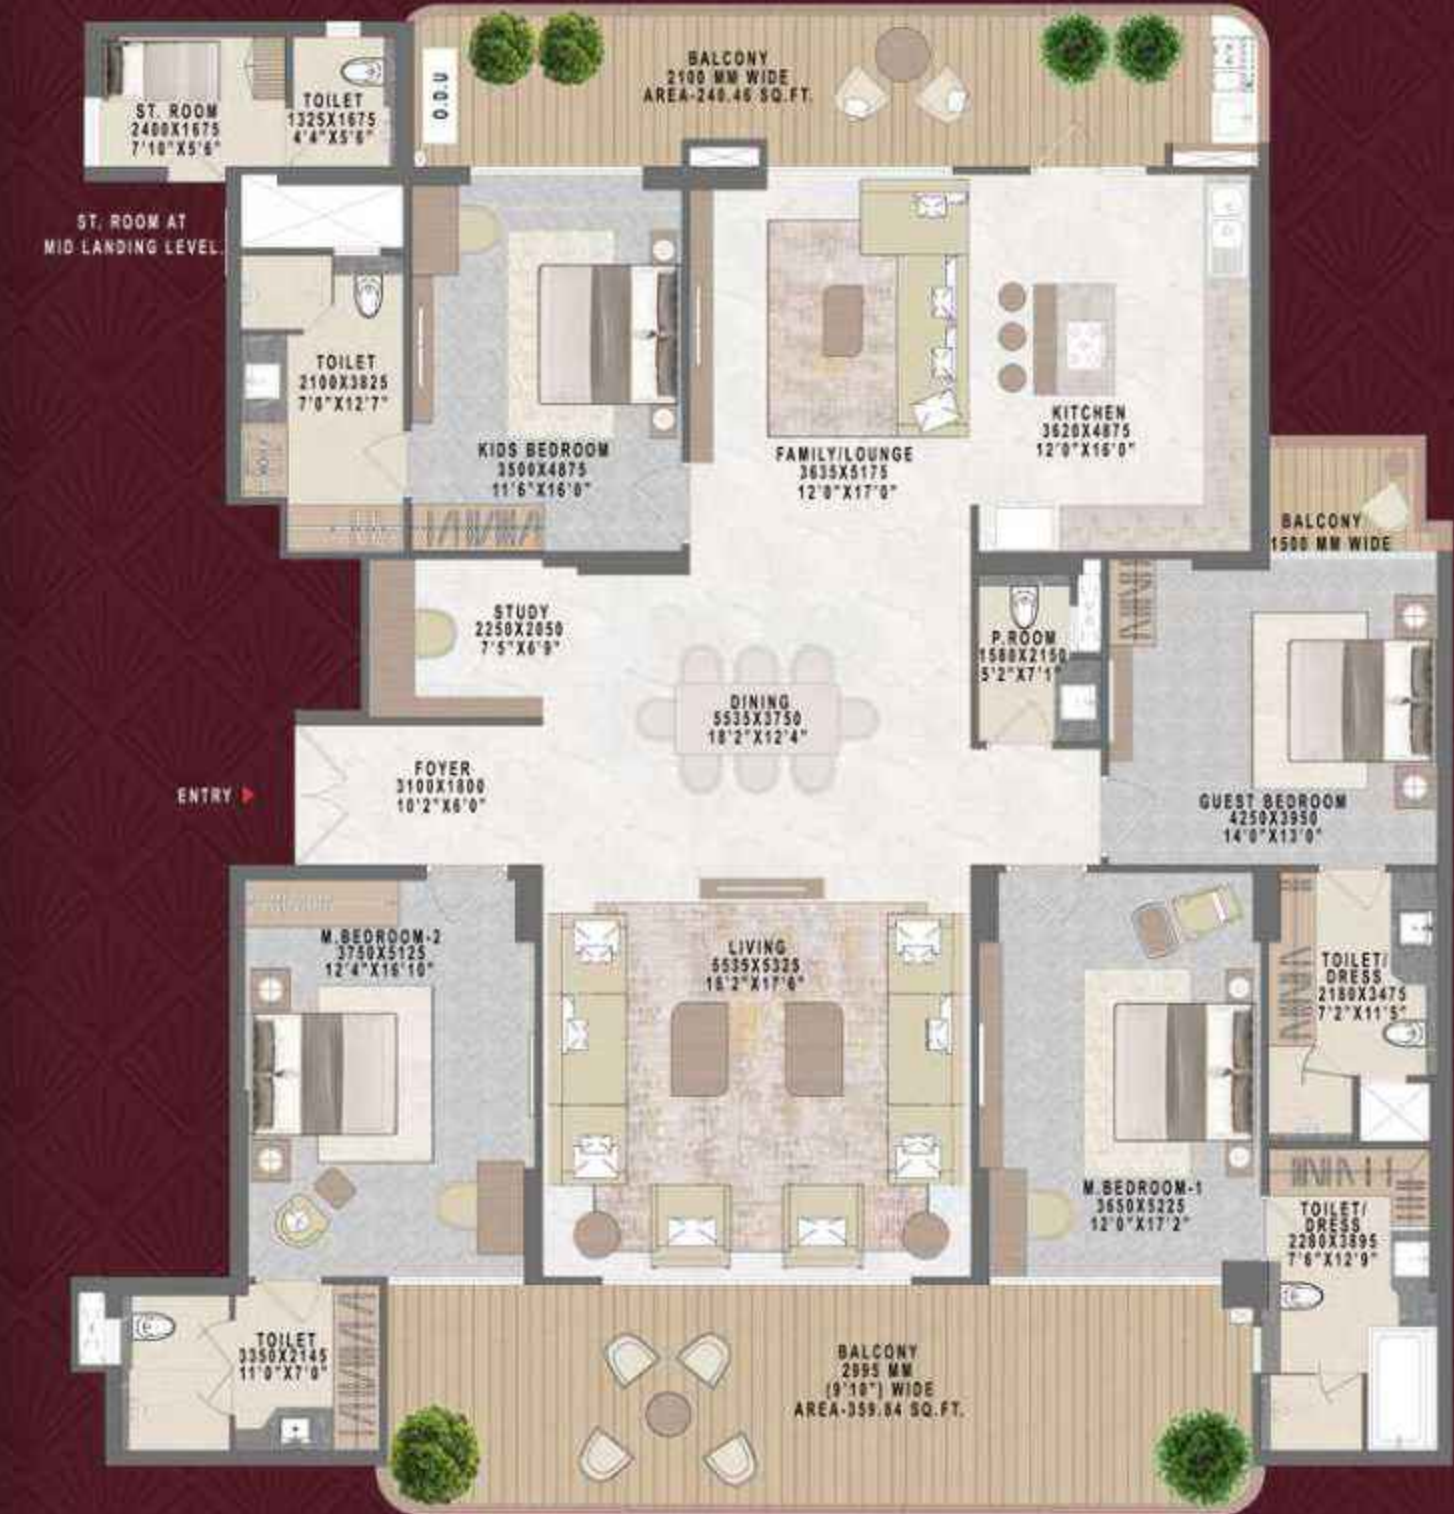 BALCONY
2100 MM WIDE
AREA-240.46 SQ.FT.
O.D.U
ST. ROOM
2400X1675
7'10"X5'6"
TOILET
1325X1675
4'4"X5'6"
ST. ROOM AT
MID LANDING LEVEL.
TOILET
2100X3825
7'0"X12'7"
KIDS BEDROOM
3500X4875
11'6"X16'0"
FAMILY/LOUNGE
3635X5175
12'0"X17'0"
KITCHEN
3620X4875
12'0"X16'0"
BALCONY
1500 MM WIDE
STUDY
2250X2050
7'5"X6'9"
P.ROOM
1580X2150
5'2"X7'1"
DINING
5535X3750
18'2"X12'4"
FOYER
3100X1800
10'2"X6'0"
ENTRY
GUEST BEDROOM
4250X3950
14'0"X13'0"
M.BEDROOM-2
3750X5125
12'4"X16'10"
LIVING
5535X5325
18'2"X17'6"
TOILET/
DRESS
2180X3475
7'2"X11'5"
M.BEDROOM-1
3650X5225
12'0"X17'2"
TOILET/
DRESS
2280X3895
7'6"X12'9"
TOILET
3350X2145
11'0"X7'0"
BALCONY
2995 MM
(9'10") WIDE
AREA-359.84 SQ.FT.